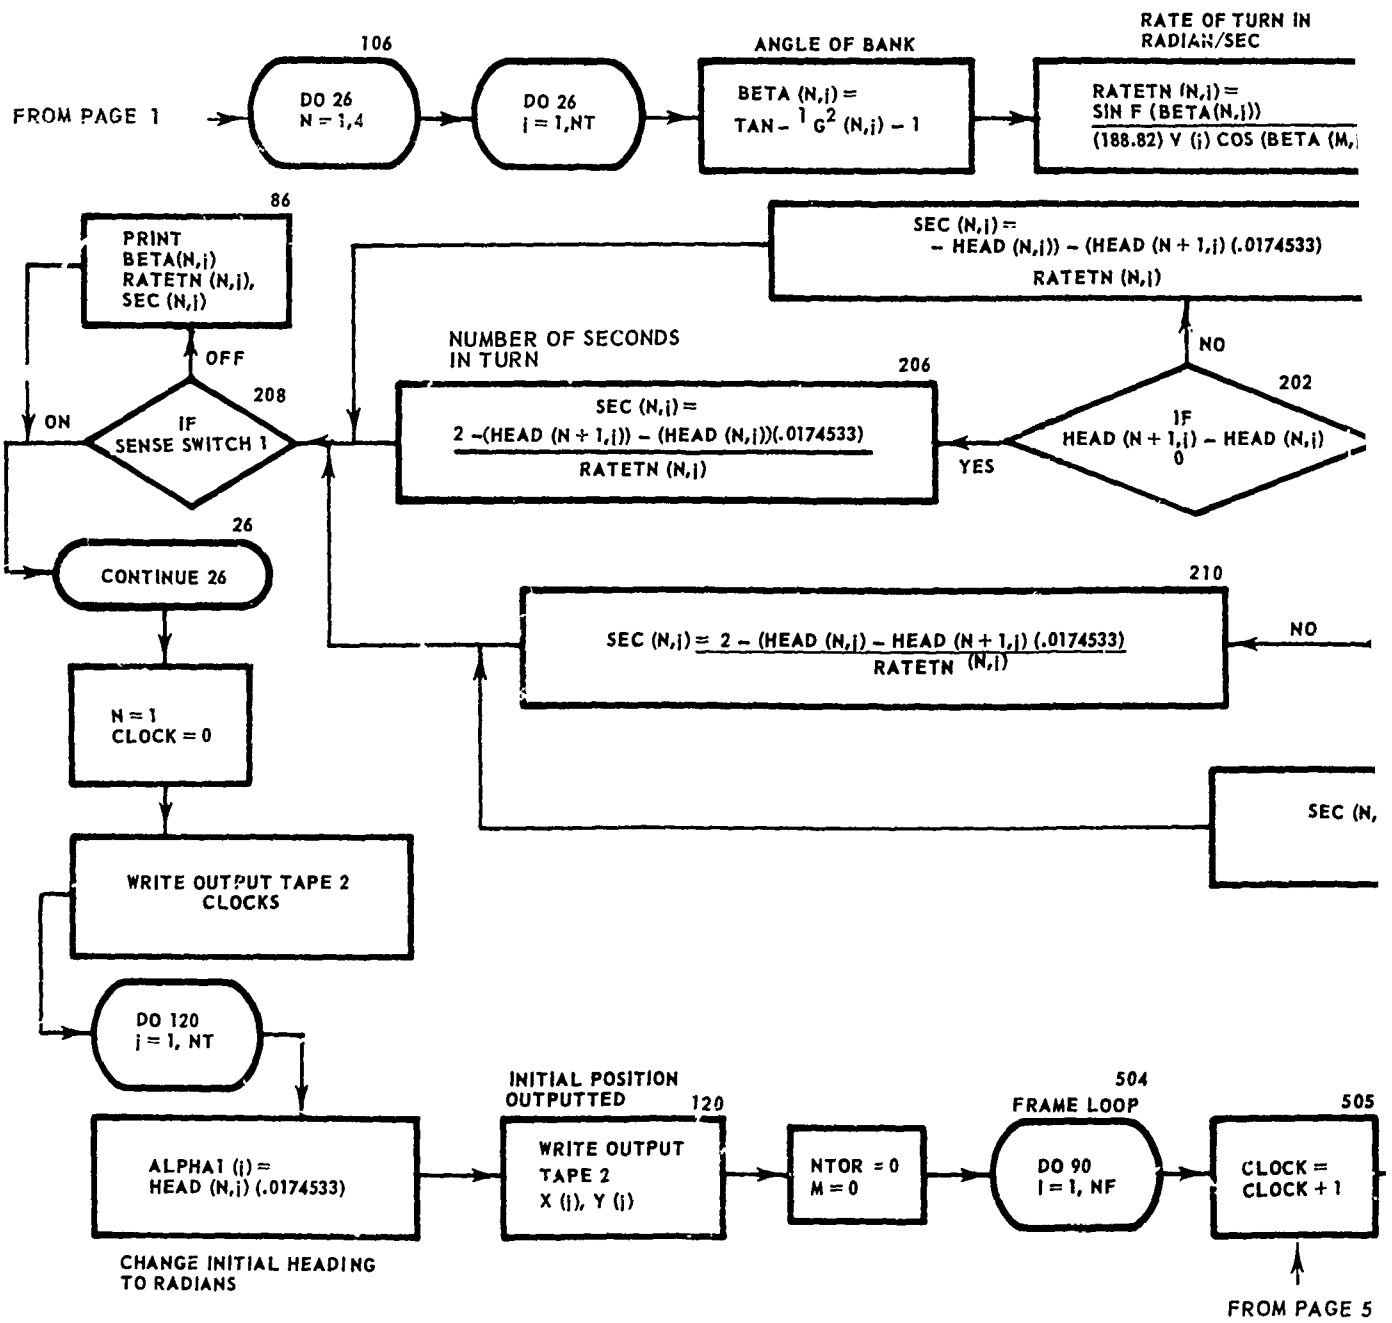 RATE OF TURN IN
RADIAN/SEC
106
ANGLE OF BANK
FROM PAGE 1
DO 26
N = 1,4
DO 26
i = 1,NT
BETA (N,j) =
TAN – 1 G2 (N,j) – 1
RATETN (N,j) =
SIN F (BETA(N,j))
(188.82) V (j) COS (BETA (M,j
86
PRINT
BETA(N,j)
RATETN (N,j),
SEC (N,j)
SEC (N,j) =
– HEAD (N,j)) – (HEAD (N + 1,j) (.0174533)
RATETN (N,j)
OFF
NO
NUMBER OF SECONDS
IN TURN
206
202
208
ON
IF
SENSE SWITCH 1
SEC (N,j) =
2 –(HEAD (N + 1,j)) – (HEAD (N,j))(.0174533)
RATETN (N,j)
YES
IF
HEAD (N + 1,j) – HEAD (N,j)
0
26
CONTINUE 26
210
SEC (N,j) = 2 – (HEAD (N,j) – HEAD (N + 1,j) (.0174533)
RATETN (N,j)
NO
N = 1
CLOCK = 0
SEC (N,
WRITE OUTPUT TAPE 2
CLOCKS
DO 120
j = 1, NT
INITIAL POSITION
OUTPUTTED
120
504
FRAME LOOP
505
ALPHA1 (j) =
HEAD (N,j) (.0174533)
WRITE OUTPUT
TAPE 2
X (j), Y (j)
NTOR = 0
M = 0
DO 90
I = 1, NF
CLOCK =
CLOCK + 1
CHANGE INITIAL HEADING
TO RADIANS
FROM PAGE 5